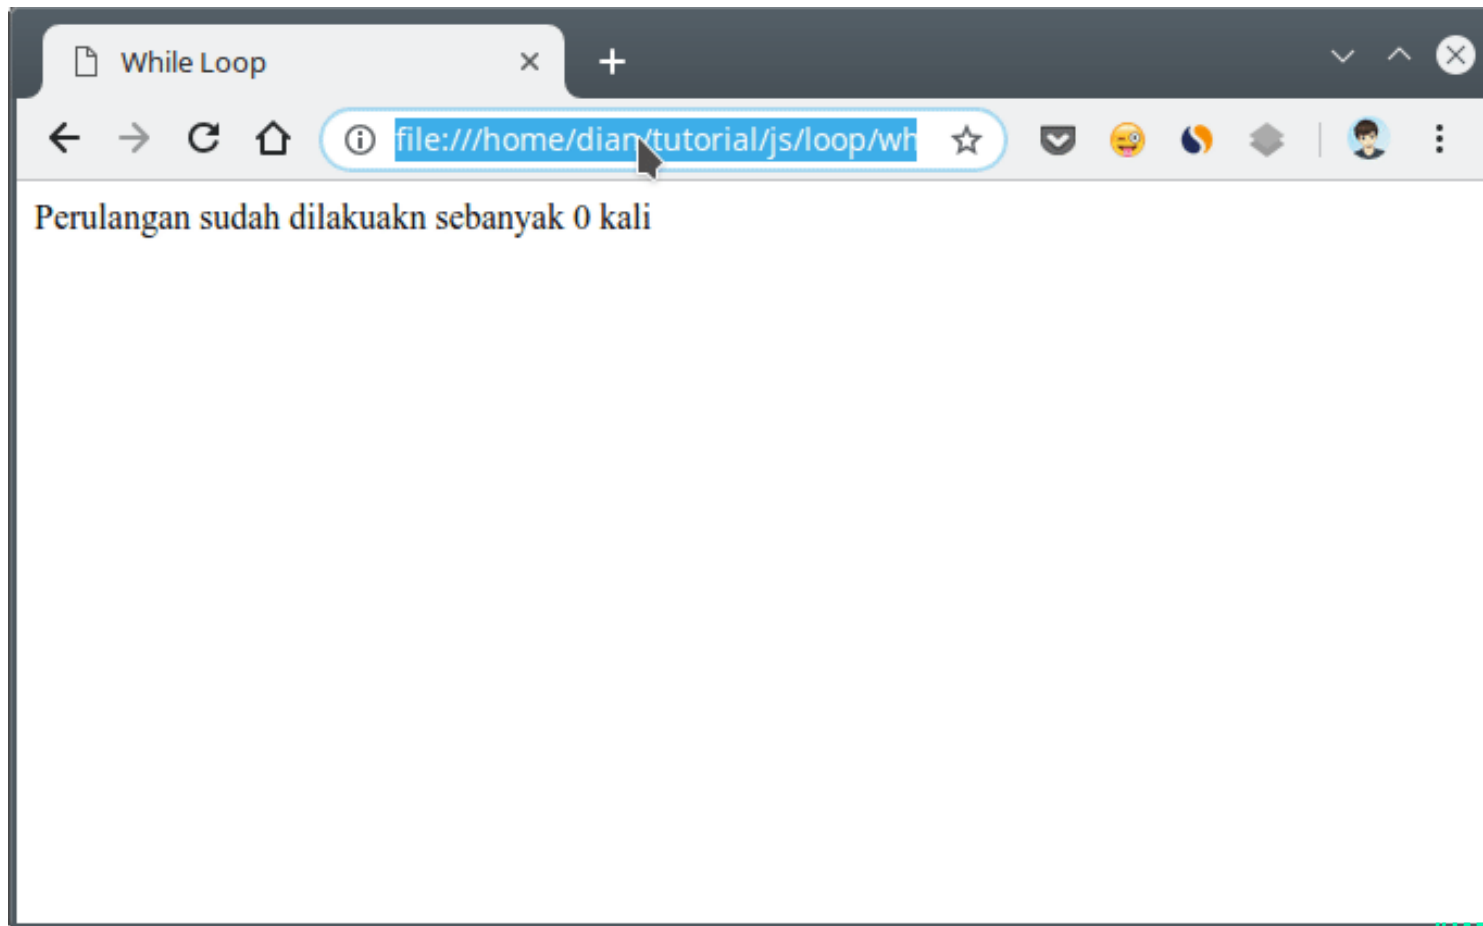 While Loop
file:///home/dian/tutorial/js/loop/wh
Perulangan sudah dilakuakn sebanyak 0 kali